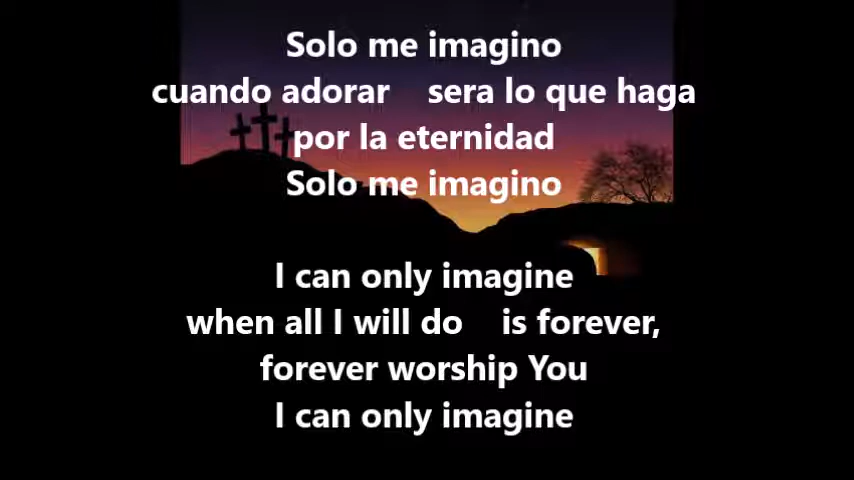 Solo me imagino
cuando adorar sera lo que haga
por la eternidad
Solo me imagino
I can only imagine
when all I will do is forever,
forever worship You
I can only imagine